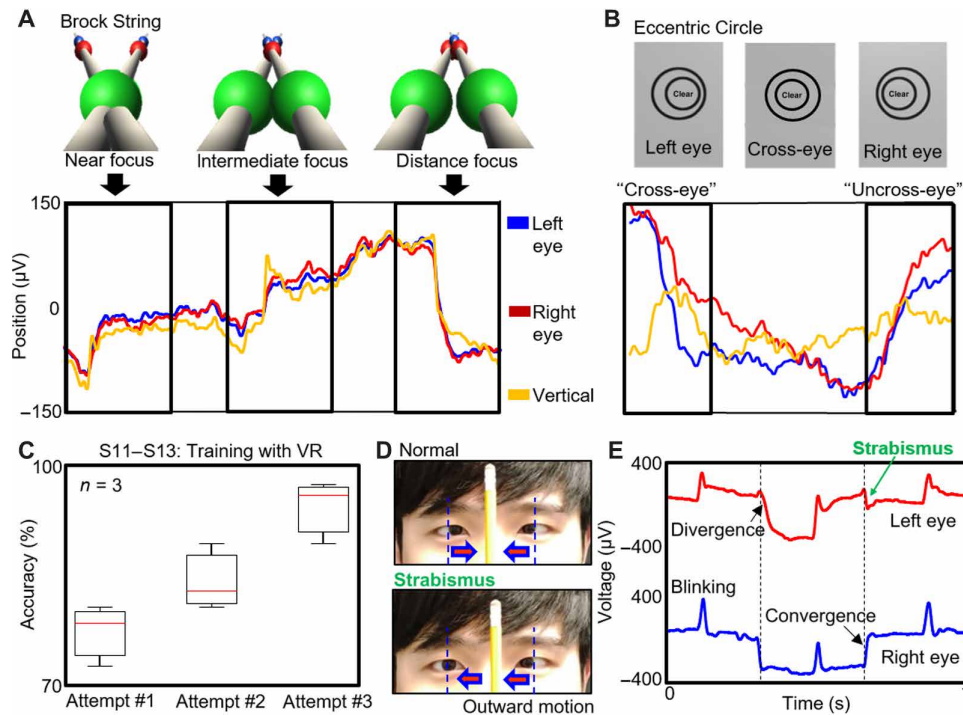 A
Brock String
Near focus
Intermediate focus
Distance focus
150
0
−150
Position (µV)
Left eye
Right eye
Vertical
B
Eccentric Circle
Clear
Clear
Clear
Left eye
Cross-eye
Right eye
“Cross-eye”
“Uncross-eye”
C
S11–S13: Training with VR
100
n = 3
Accuracy (%)
70
Attempt #1
Attempt #2
Attempt #3
D
Normal
Strabismus
Outward motion
E
Strabismus
400
Left eye
Divergence
−400
Voltage (µV)
Blinking
400
Convergence
Right eye
−400
0
Time (s)